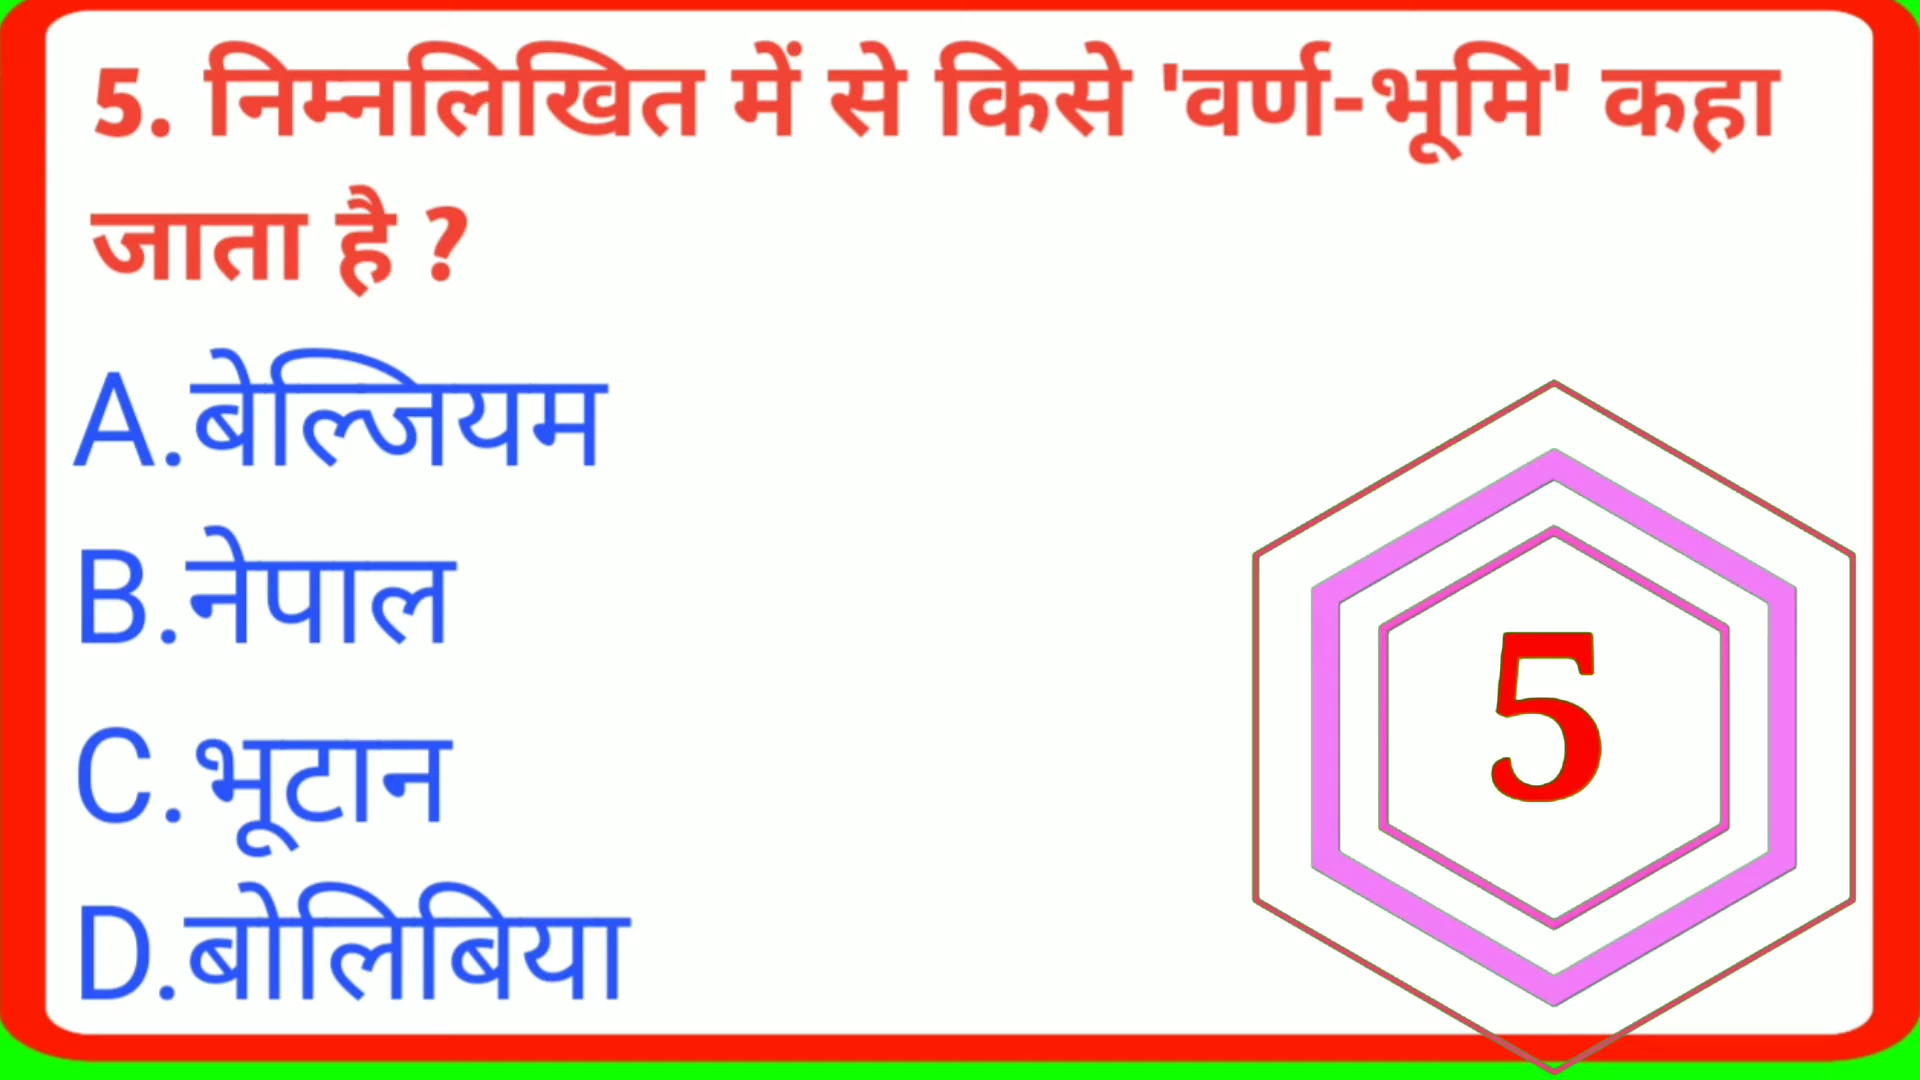 5. निम्नलिखित में से किसे 'वर्ण-भूमि' कहा
जाता है ?
A.बेल्जियम
B.नेपाल
C.भूटान
D.बोलिबिया
5